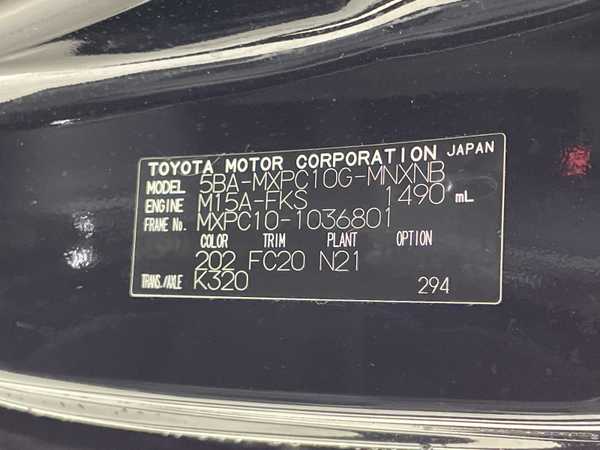 TOYOTA MOTOR CORPORATION JAPAN
MODEL 5BA-MXPC10G-MNXNB
ENGINE M15A-FKS 1490 mL
FRAME No. MXPC10-1036801
COLOR TRIM PLANT OPTION
202 FC20 N21
TRANS./AXLE K320 294